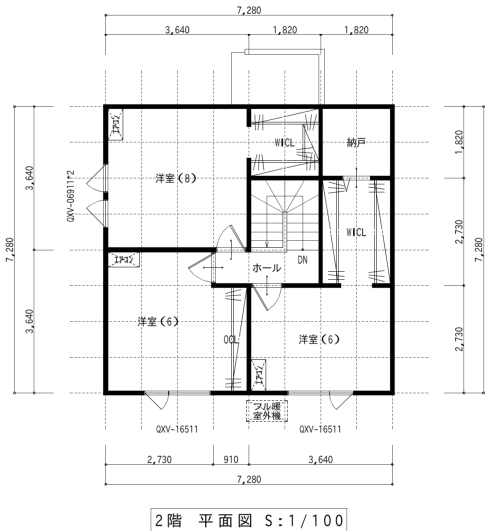 7,280
3,640 1,820 1,820
エアコン
WICL
納戸
1,820
洋室(8)
3,640
QXV-06911*2
7,280
WICL
2,730
7,280
DN
ホール
エアコン
洋室(6)
OCL
洋室(6)
3,640
2,730
エアコン
フル暖
室外機
QXV-16511
QXV-16511
2,730 910 3,640
7,280
2階 平面図 S:1/100